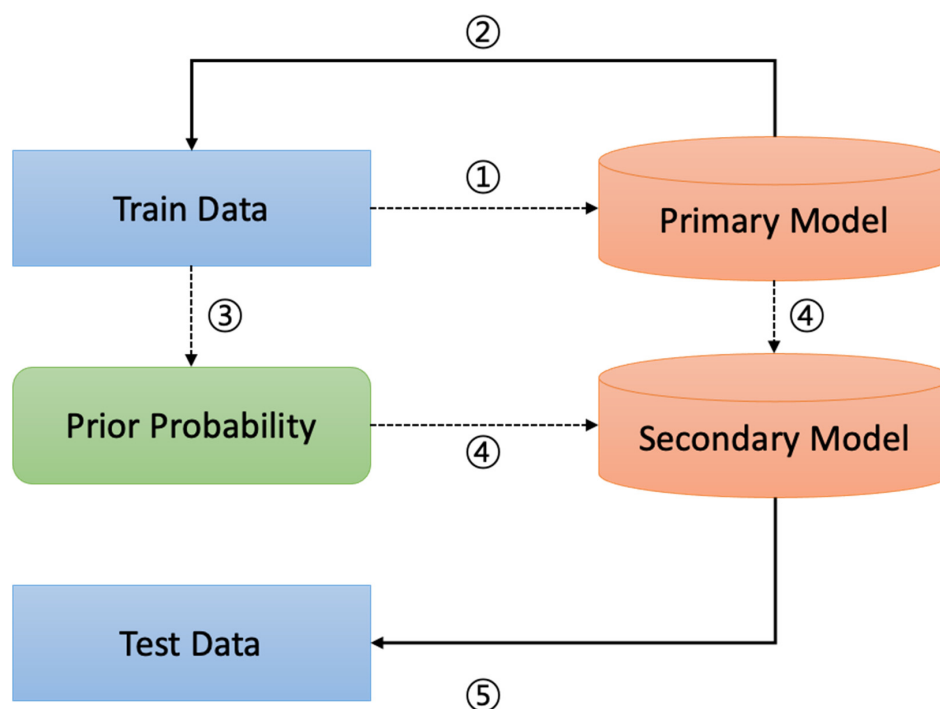 ②
Train Data
①
Primary Model
③
④
Prior Probability
④
Secondary Model
Test Data
⑤